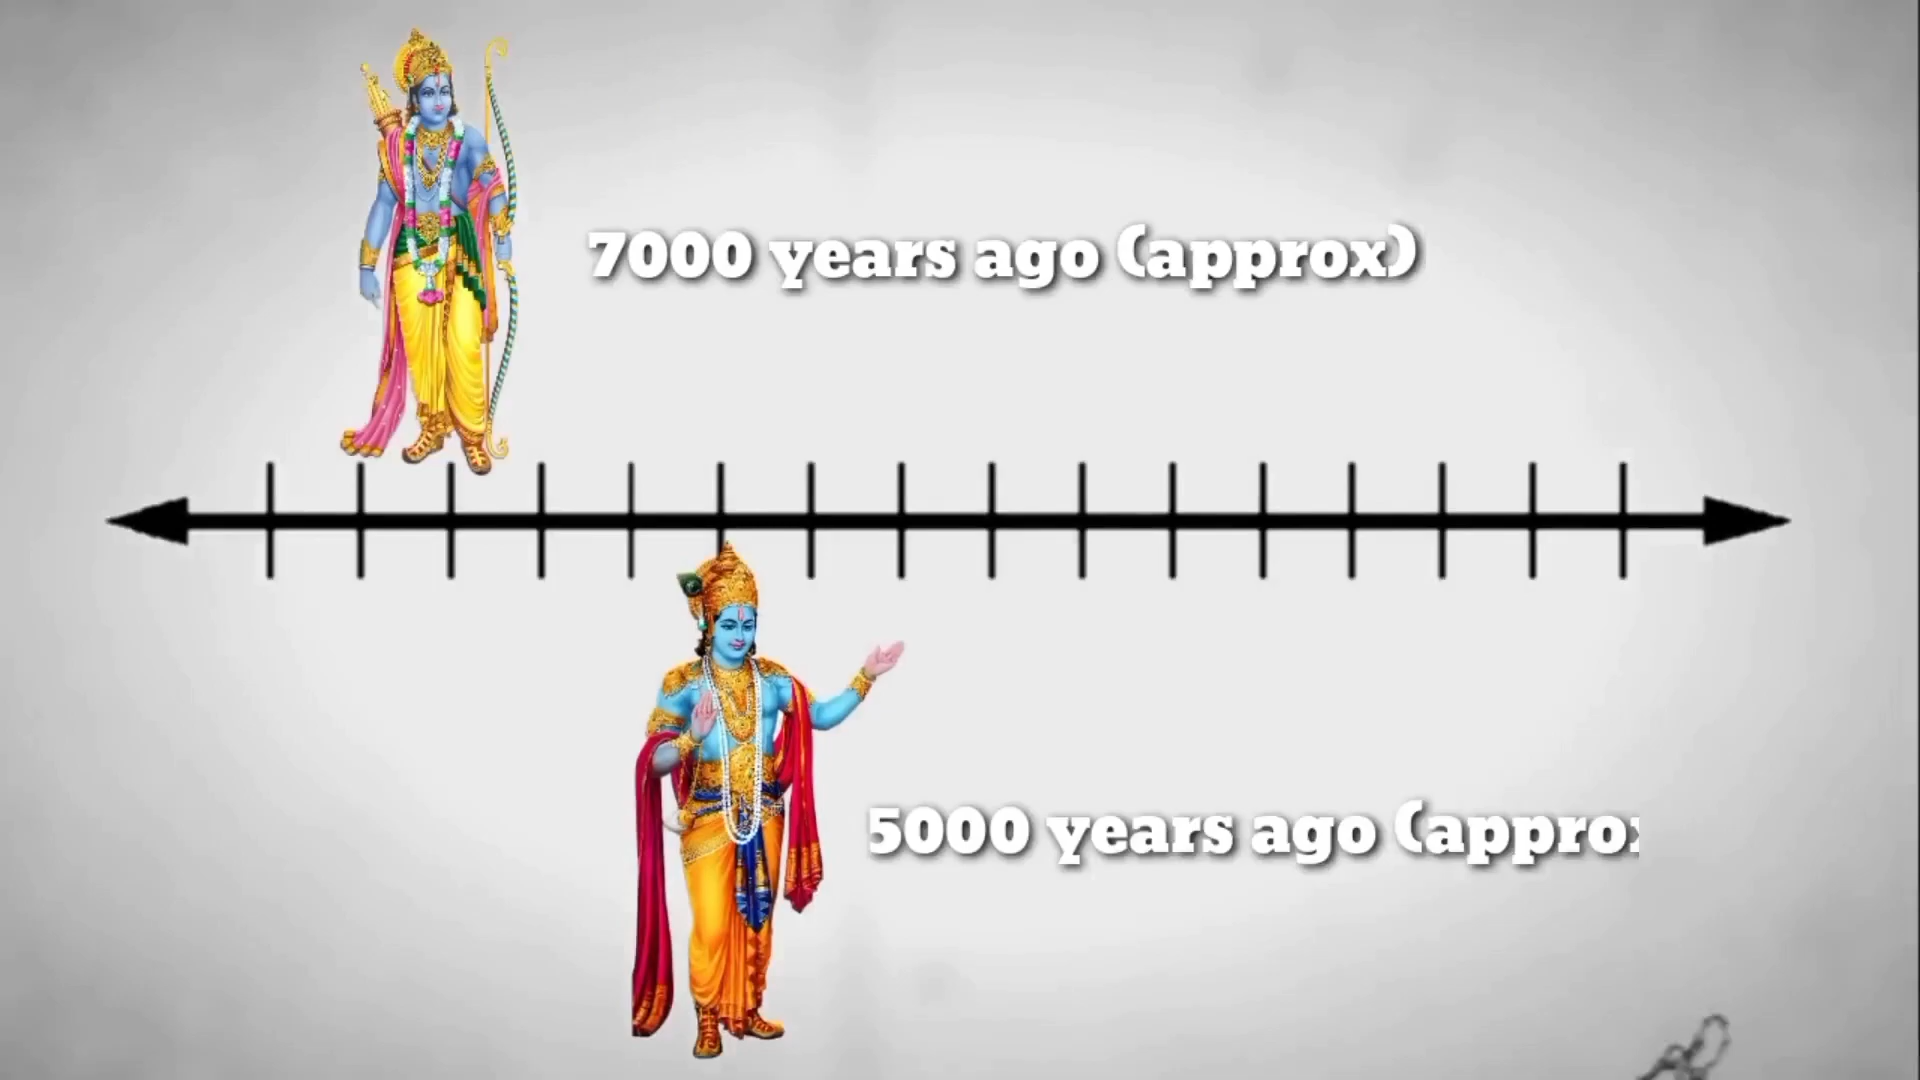 7000 years ago (approx)
5000 years ago (appro